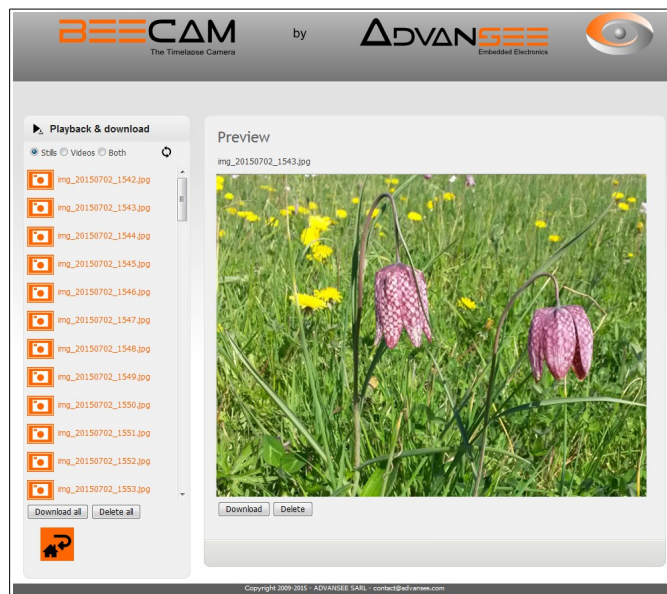 BEECAM
The Timelapse Camera
by
ADVANSEE
Embedded Electronics
Playback & download
Stills Videos Both
img_20150702_1542.jpg
img_20150702_1543.jpg
img_20150702_1544.jpg
img_20150702_1545.jpg
img_20150702_1546.jpg
img_20150702_1547.jpg
img_20150702_1548.jpg
img_20150702_1549.jpg
img_20150702_1550.jpg
img_20150702_1551.jpg
img_20150702_1552.jpg
img_20150702_1553.jpg
Download all Delete all
Preview
img_20150702_1543.jpg
Download Delete
Copyright 2009-2015 - ADVANSEE SARL - contact@advansee.com